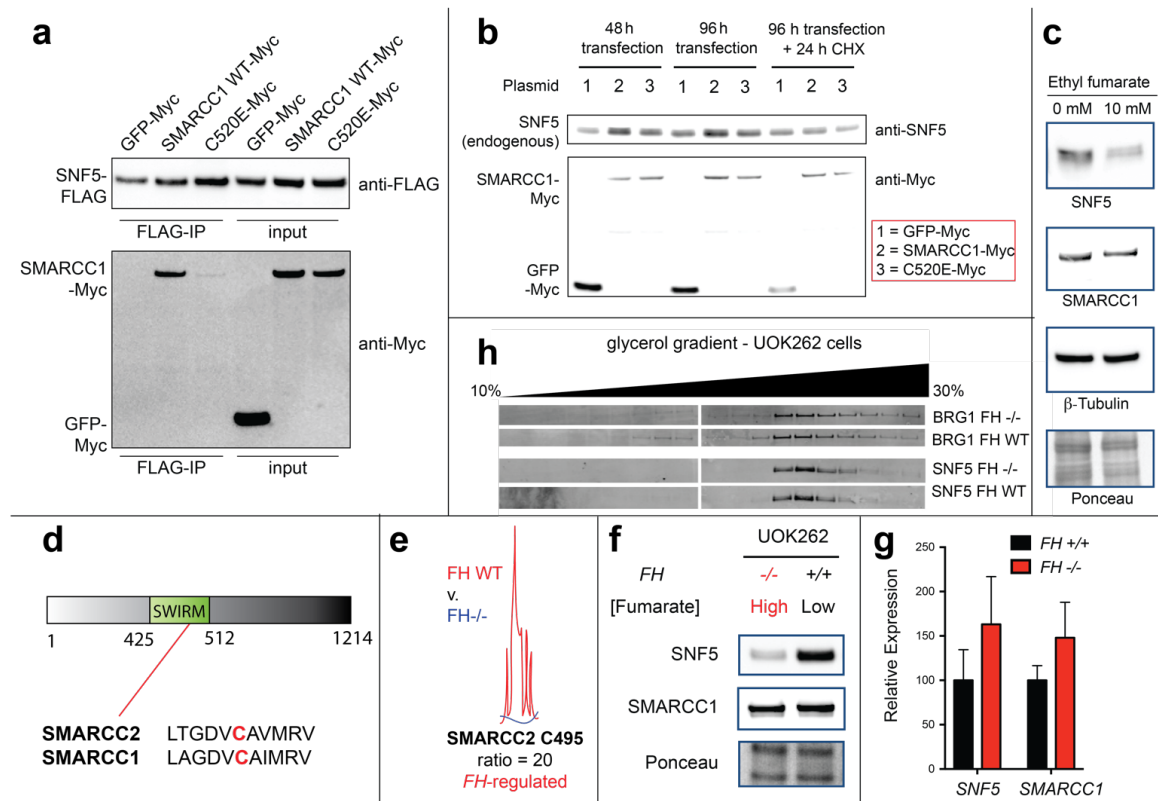 a
GFP-Myc
SMARCC1 WT-Myc
C520E-Myc
GFP-Myc
SMARCC1 WT-Myc
C520E-Myc
SNF5-
FLAG
anti-FLAG
FLAG-IP
input
SMARCC1
-Myc
anti-Myc
GFP-
Myc
FLAG-IP
input
b
48 h
transfection
96 h
transfection
96 h transfection
+ 24 h CHX
Plasmid
1 2 3 1 2 3 1 2 3
SNF5
(endogenous)
anti-SNF5
SMARCC1-
Myc
anti-Myc
GFP
-Myc
1 = GFP-Myc
2 = SMARCC1-Myc
3 = C520E-Myc
c
Ethyl fumarate
0 mM 10 mM
SNF5
SMARCC1
β-Tubulin
Ponceau
h
glycerol gradient - UOK262 cells
10%
30%
BRG1 FH -/-
BRG1 FH WT
SNF5 FH -/-
SNF5 FH WT
d
SWIRM
1 425 512 1214
SMARCC2 LTGDVCAVMRV
SMARCC1 LAGDVCAIMRV
e
FH WT
v.
FH-/-
SMARCC2 C495
ratio = 20
FH-regulated
f
UOK262
FH -/- +/+
[Fumarate] High Low
SNF5
SMARCC1
Ponceau
g
FH +/+
FH -/-
Relative Expression
250
200
150
100
50
0
SNF5 SMARCC1